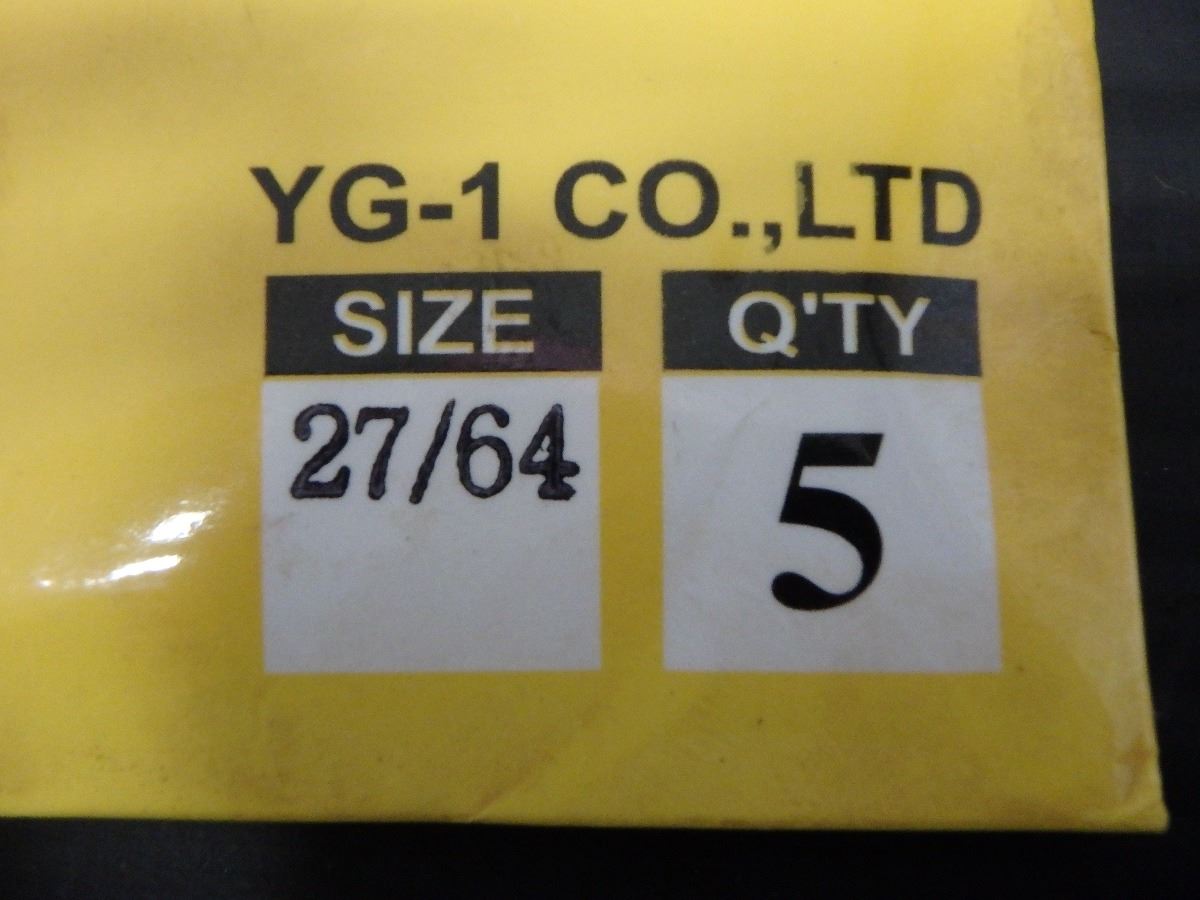 YG-1 CO.,LTD
SIZE Q'TY
27/64 5